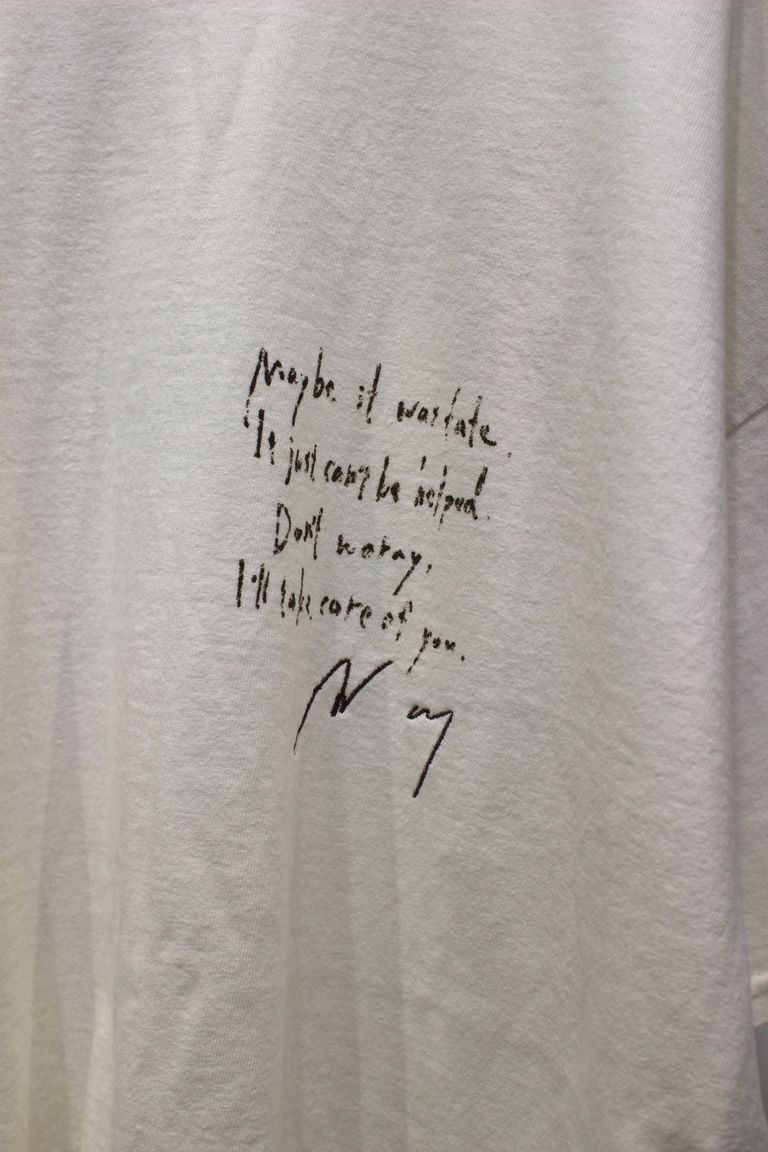 Maybe it was fate.
It just can't be helped.
Don't worry,
I'll take care of you.